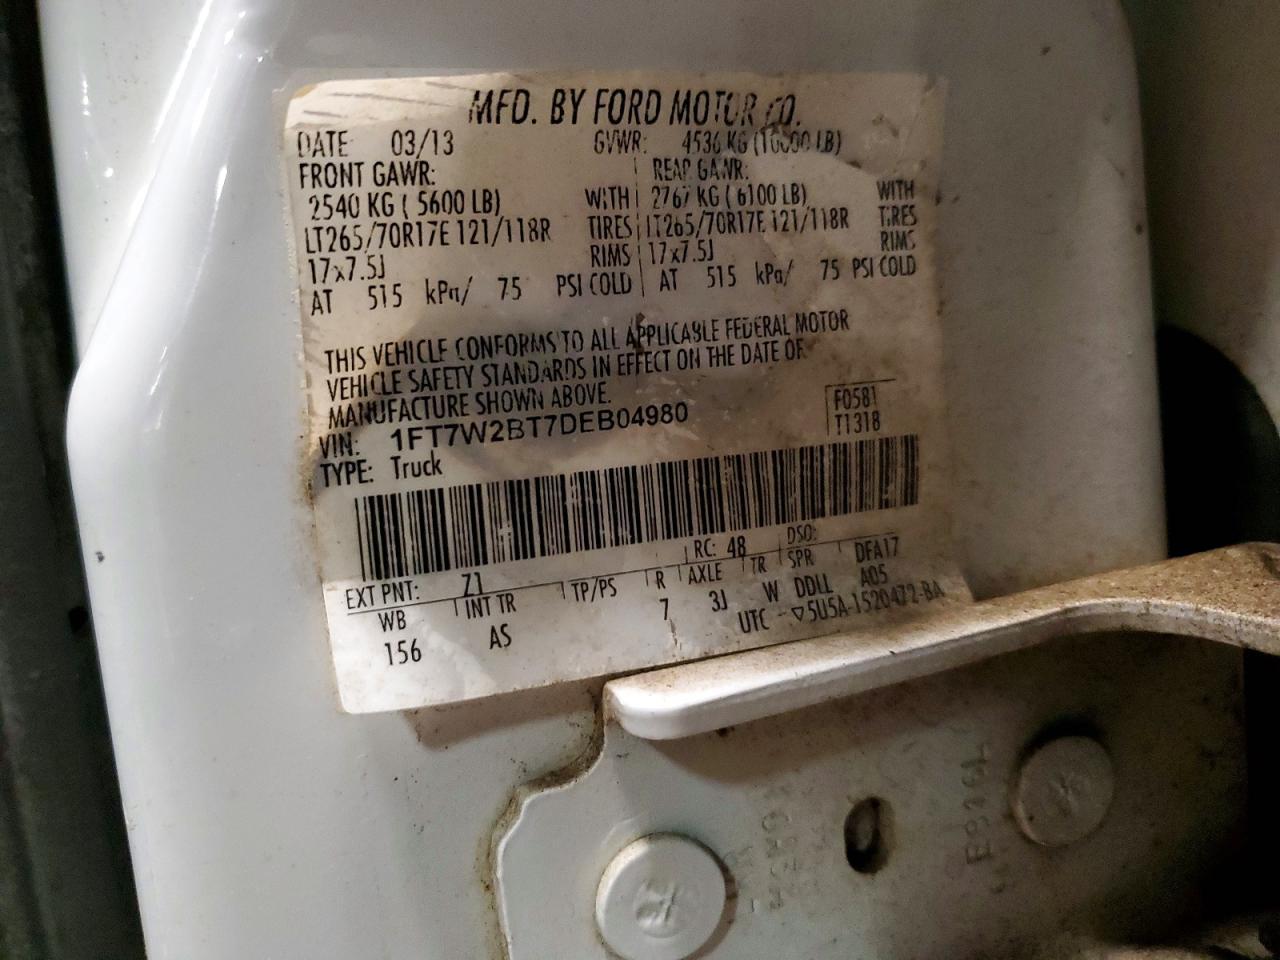 MFD. BY FORD MOTOR CO.
DATE: 03/13 GVWR: 4536 KG (10000 LB)
FRONT GAWR: REAR GAWR:
2540 KG ( 5600 LB) WITH 2767 KG ( 6100 LB) WITH
LT265/70R17E 121/118R TIRES LT265/70R17E 121/118R TIRES
17x7.5J RIMS 17x7.5J RIMS
AT 515 kPa/ 75 PSI COLD AT 515 kPa/ 75 PSI COLD
THIS VEHICLE CONFORMS TO ALL APPLICABLE FEDERAL MOTOR
VEHICLE SAFETY STANDARDS IN EFFECT ON THE DATE OF
MANUFACTURE SHOWN ABOVE.
VIN: 1FT7W2BT7DEB04980
F0581
T1318
TYPE: Truck
RC: 48 DSO:
EXT PNT: Z1
WB INT TR TP/PS R AXLE TR SPR DFA17
156 AS 7 3J W DDLL A05
UTC - ▽5U5A-1520472-BA